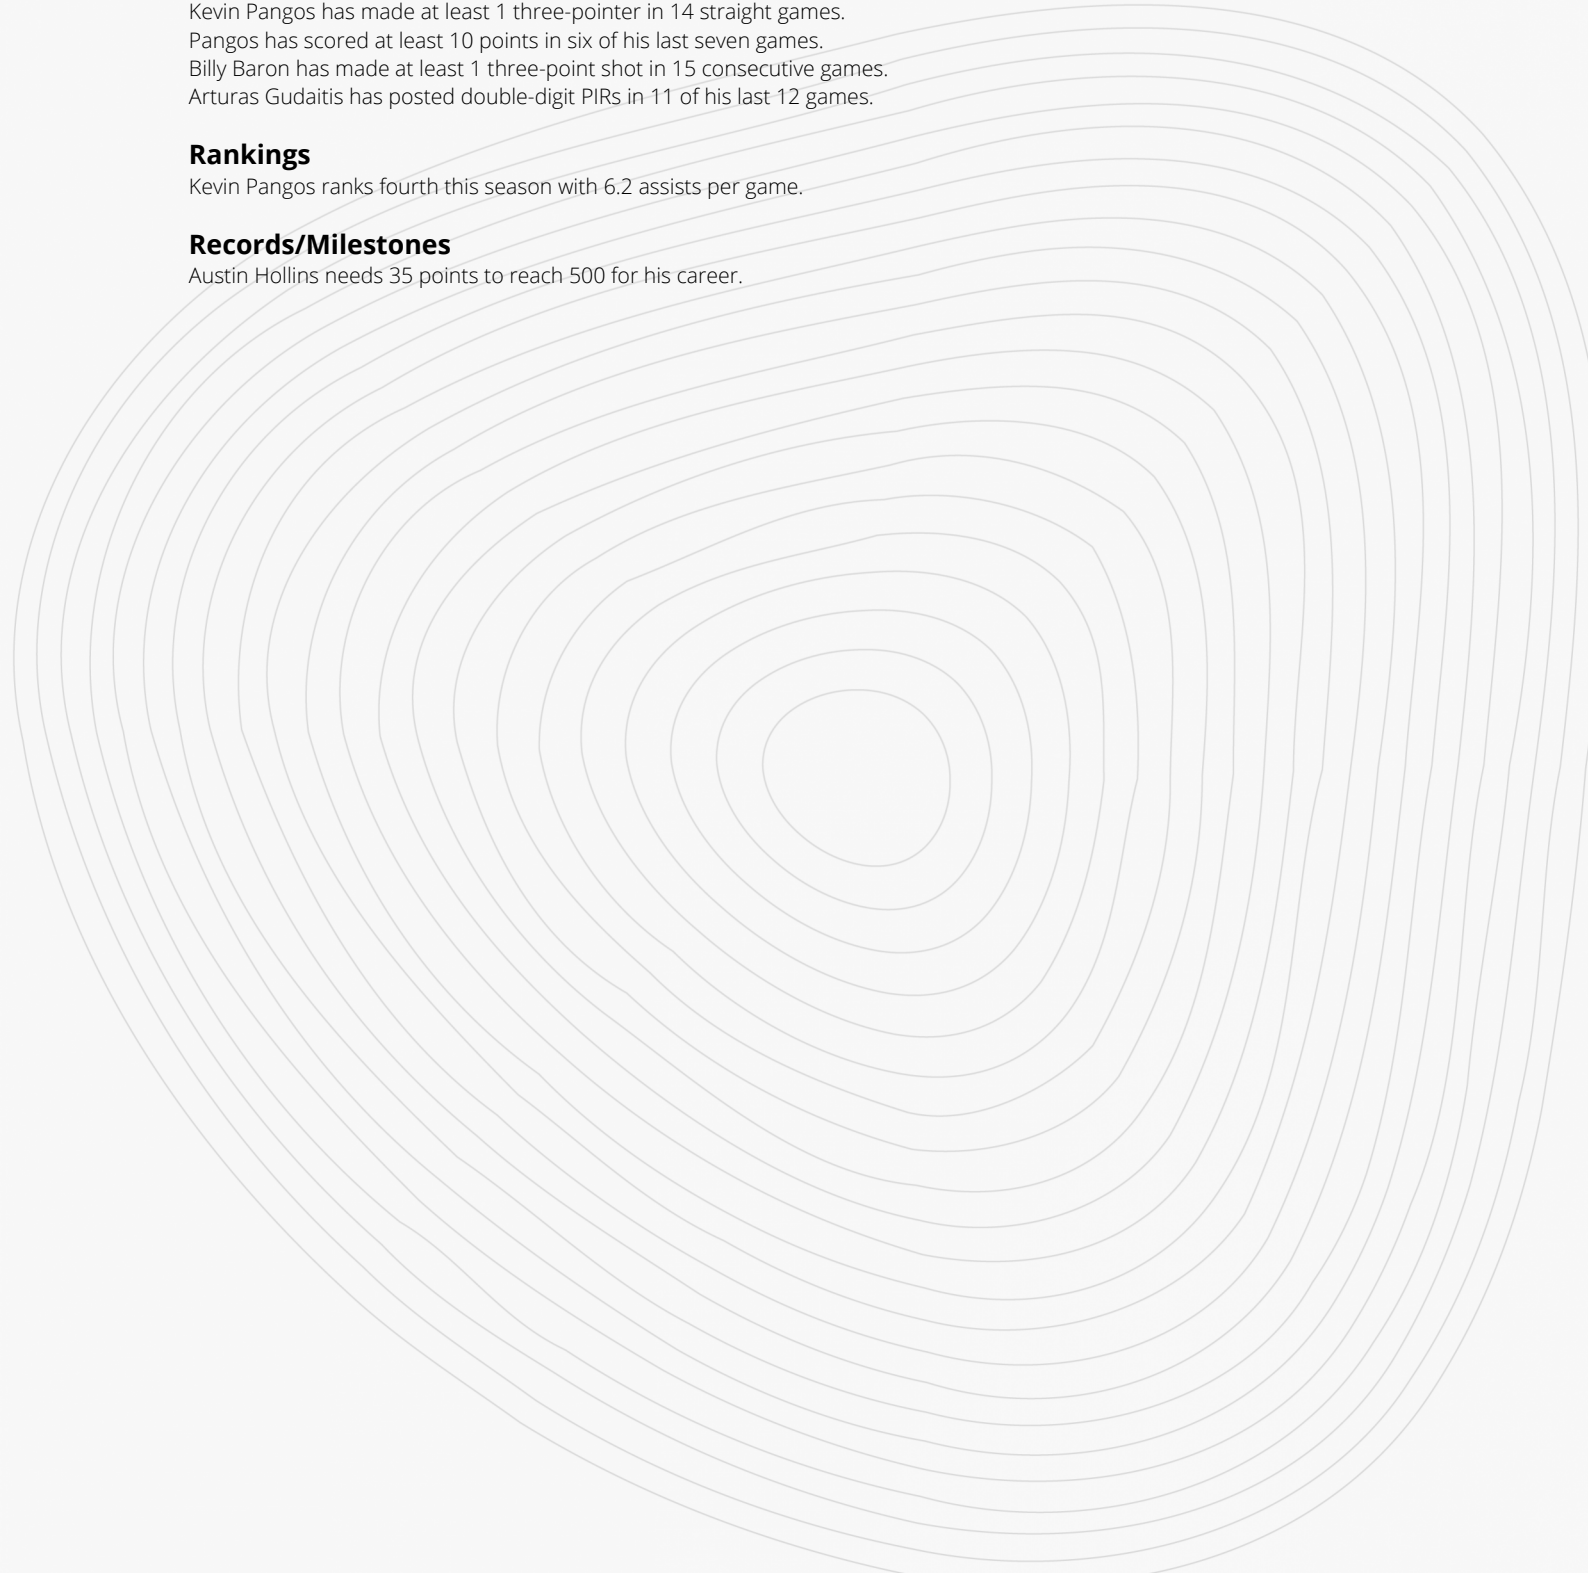 Kevin Pangos has made at least 1 three-pointer in 14 straight games.
Pangos has scored at least 10 points in six of his last seven games.
Billy Baron has made at least 1 three-point shot in 15 consecutive games.
Arturas Gudaitis has posted double-digit PIRs in 11 of his last 12 games.
Rankings
Kevin Pangos ranks fourth this season with 6.2 assists per game.
Records/Milestones
Austin Hollins needs 35 points to reach 500 for his career.